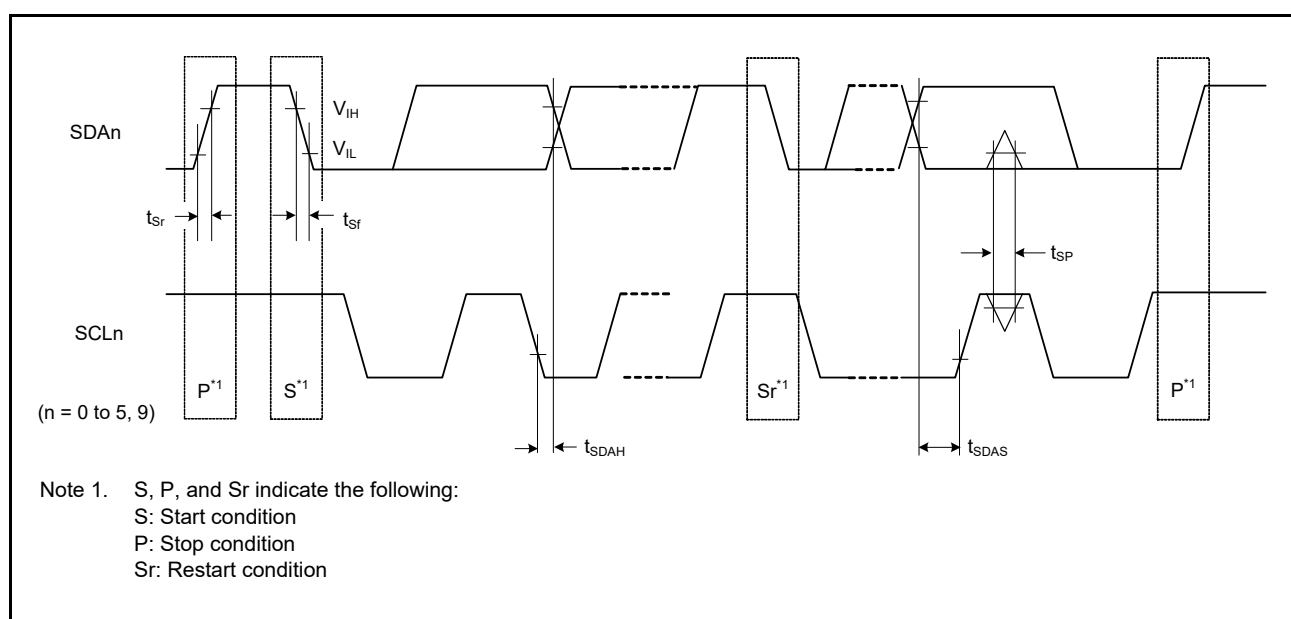 SDAn
VIH
VIL
tSr
tSf
tSP
SCLn
P*1
S*1
Sr*1
P*1
(n = 0 to 5, 9)
tSDAH
tSDAS
Note 1. S, P, and Sr indicate the following:
S: Start condition
P: Stop condition
Sr: Restart condition